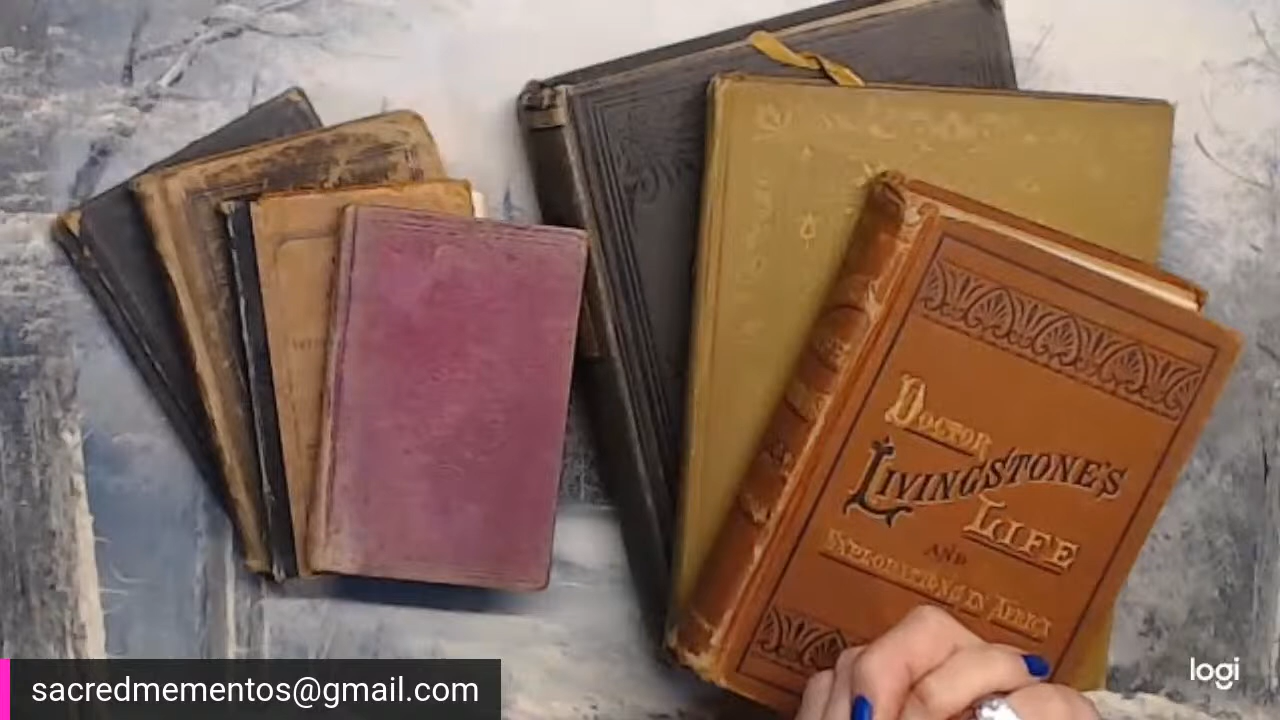 DOCTOR
LIVINGSTONE'S
LIFE
AND
EXPLORATIONS IN AFRICA
logi
sacredmementos@gmail.com